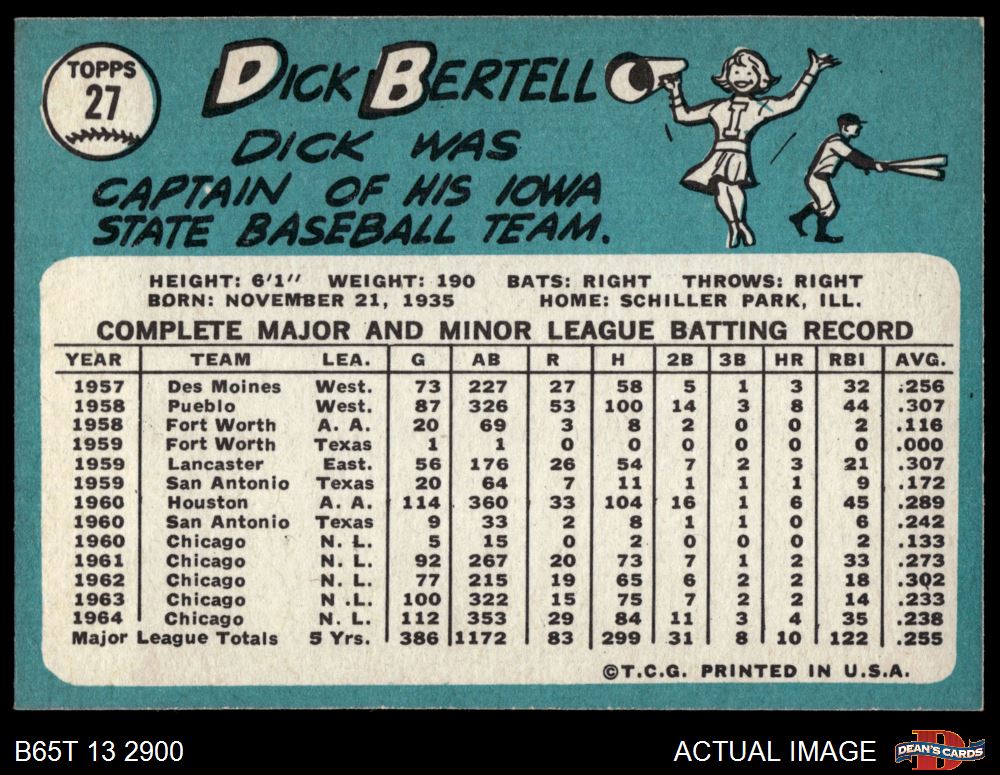 TOPPS
27
DICK BERTELL
DICK WAS
CAPTAIN OF HIS IOWA
STATE BASEBALL TEAM.
I
HEIGHT: 6'1" WEIGHT: 190 BATS: RIGHT THROWS: RIGHT
BORN: NOVEMBER 21, 1935 HOME: SCHILLER PARK, ILL.
COMPLETE MAJOR AND MINOR LEAGUE BATTING RECORD
YEAR TEAM LEA. G AB R H 2B 3B HR RBI AVG.
1957 Des Moines West. 73 227 27 58 5 1 3 32 .256
1958 Pueblo West. 87 326 53 100 14 3 8 44 .307
1958 Fort Worth A. A. 20 69 3 8 2 0 0 2 .116
1959 Fort Worth Texas 1 1 0 0 0 0 0 0 .000
1959 Lancaster East. 56 176 26 54 7 2 3 21 .307
1959 San Antonio Texas 20 64 7 11 1 1 1 9 .172
1960 Houston A. A. 114 360 33 104 16 1 6 45 .289
1960 San Antonio Texas 9 33 2 8 1 1 0 6 .242
1960 Chicago N. L. 5 15 0 2 0 0 0 2 .133
1961 Chicago N. L. 92 267 20 73 7 1 2 33 .273
1962 Chicago N. L. 77 215 19 65 6 2 2 18 .302
1963 Chicago N .L. 100 322 15 75 7 2 2 14 .233
1964 Chicago N. L. 112 353 29 84 11 3 4 35 .238
Major League Totals 5 Yrs. 386 1172 83 299 31 8 10 122 .255
©T.C.G. PRINTED IN U.S.A.
B65T 13 2900 ACTUAL IMAGE DEAN'S CARDS